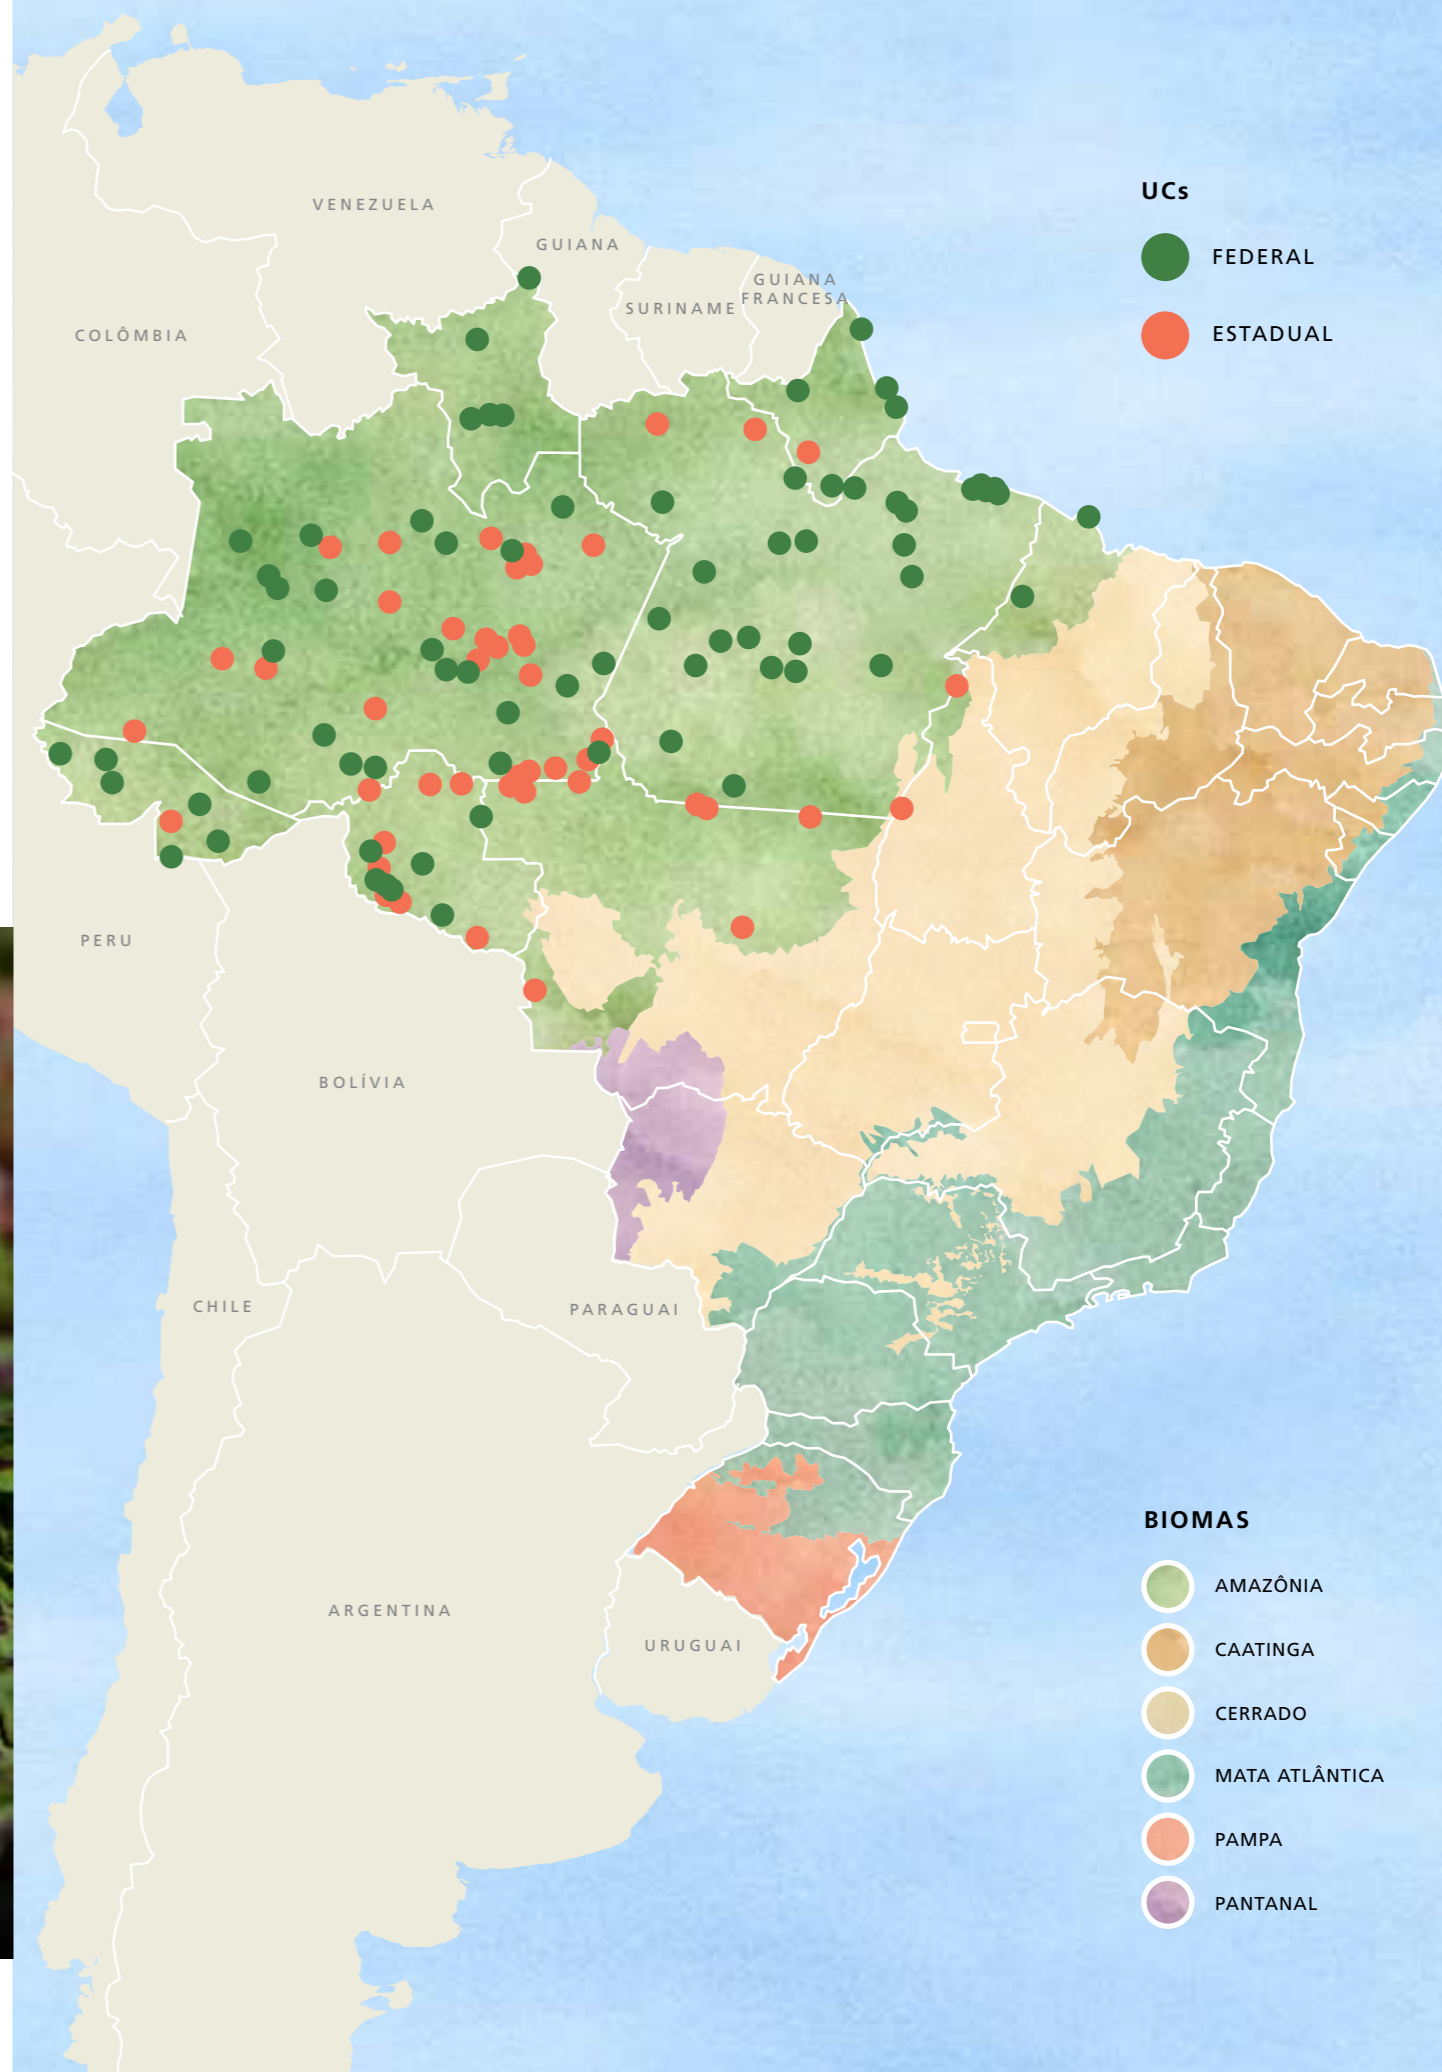 UCs
FEDERAL
ESTADUAL
VENEZUELA
GUIANA
GUIANA
FRANCESA
SURINAME
COLÔMBIA
PERU
BOLÍVIA
CHILE
PARAGUAI
ARGENTINA
URUGUAI
BIOMAS
AMAZÔNIA
CAATINGA
CERRADO
MATA ATLÂNTICA
PAMPA
PANTANAL